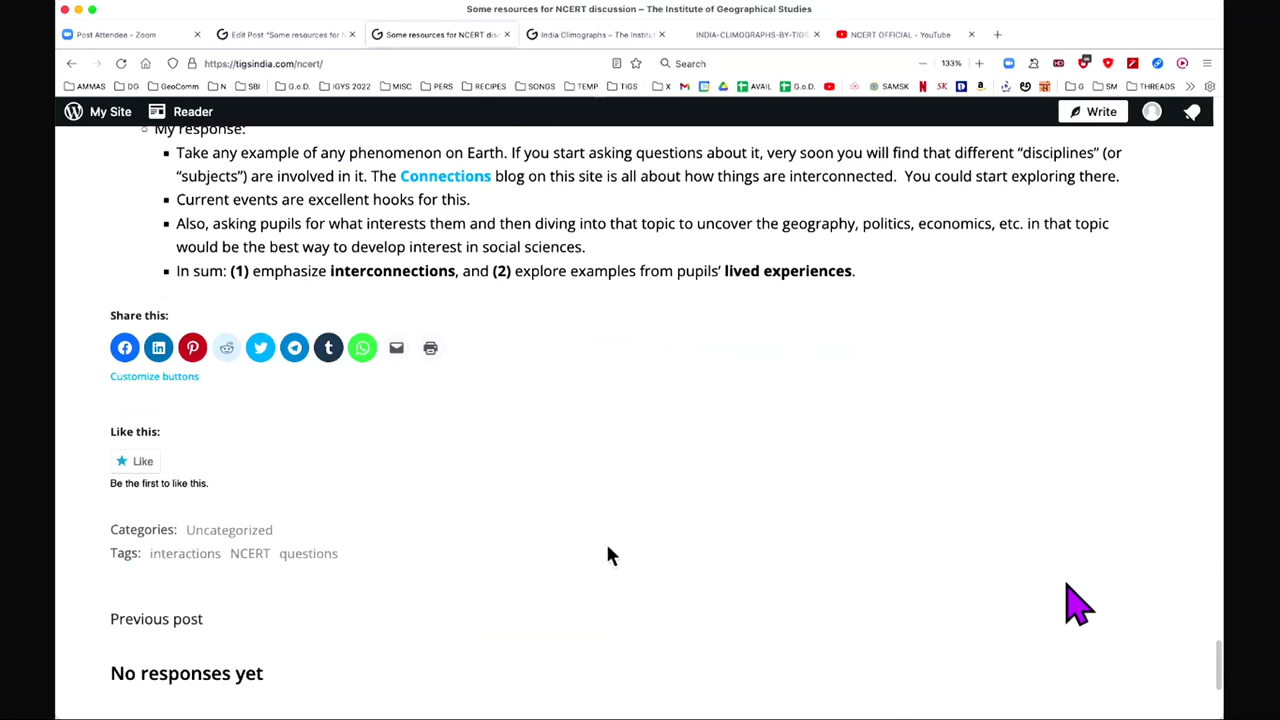 Some resources for NCERT discussion – The Institute of Geographical Studies
Post Attendee - Zoom
Edit Post “Some resources for N
Some resources for NCERT dis
India Climographs – The Institut
INDIA-CLIMOGRAPHS-BY-TIGS
NCERT OFFICIAL - YouTube
https://tigsindia.com/ncert/
Search
133%
AMMAS DG GeoComm N SBI G.o.D. IGYS 2022 MISC PERS RECIPES SONGS TEMP TIGS X AVAIL G.o.D. SAMSK G SM THREADS
My Site Reader Write
My response:
Take any example of any phenomenon on Earth. If you start asking questions about it, very soon you will find that different “disciplines” (or
“subjects”) are involved in it. The Connections blog on this site is all about how things are interconnected. You could start exploring there.
Current events are excellent hooks for this.
Also, asking pupils for what interests them and then diving into that topic to uncover the geography, politics, economics, etc. in that topic
would be the best way to develop interest in social sciences.
In sum: (1) emphasize interconnections, and (2) explore examples from pupils’ lived experiences.
Share this:
Customize buttons
Like this:
Like
Be the first to like this.
Categories: Uncategorized
Tags: interactions NCERT questions
Previous post
No responses yet